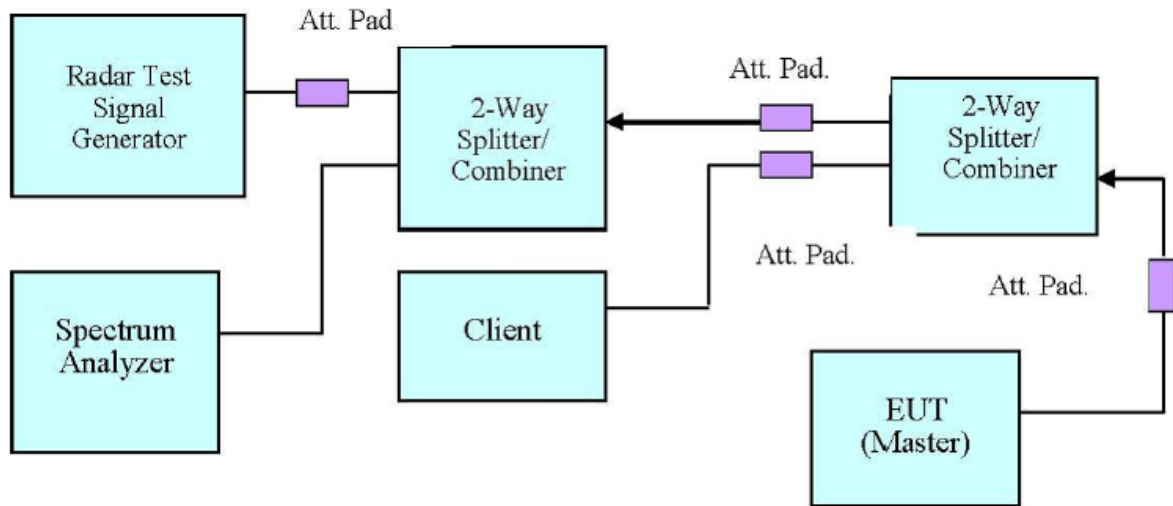 Att. Pad
Radar Test
Signal
Generator
2-Way
Splitter/
Combiner
Att. Pad.
2-Way
Splitter/
Combiner
Att. Pad.
Att. Pad.
Spectrum
Analyzer
Client
EUT
(Master)